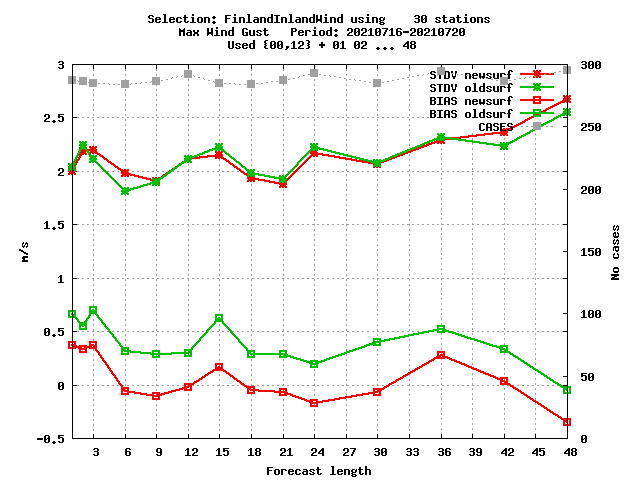 Selection: FinlandInlandWind using    30 stations
Max Wind Gust   Period: 20210716-20210720
Used {00,12} + 01 02 ... 48
3
2.5
2
1.5
1
0.5
0
-0.5
m/s
300
250
200
150
100
50
0
No cases
STDV newsurf
STDV oldsurf
BIAS newsurf
BIAS oldsurf
CASES
3 6 9 12 15 18 21 24 27 30 33 36 39 42 45 48
Forecast length